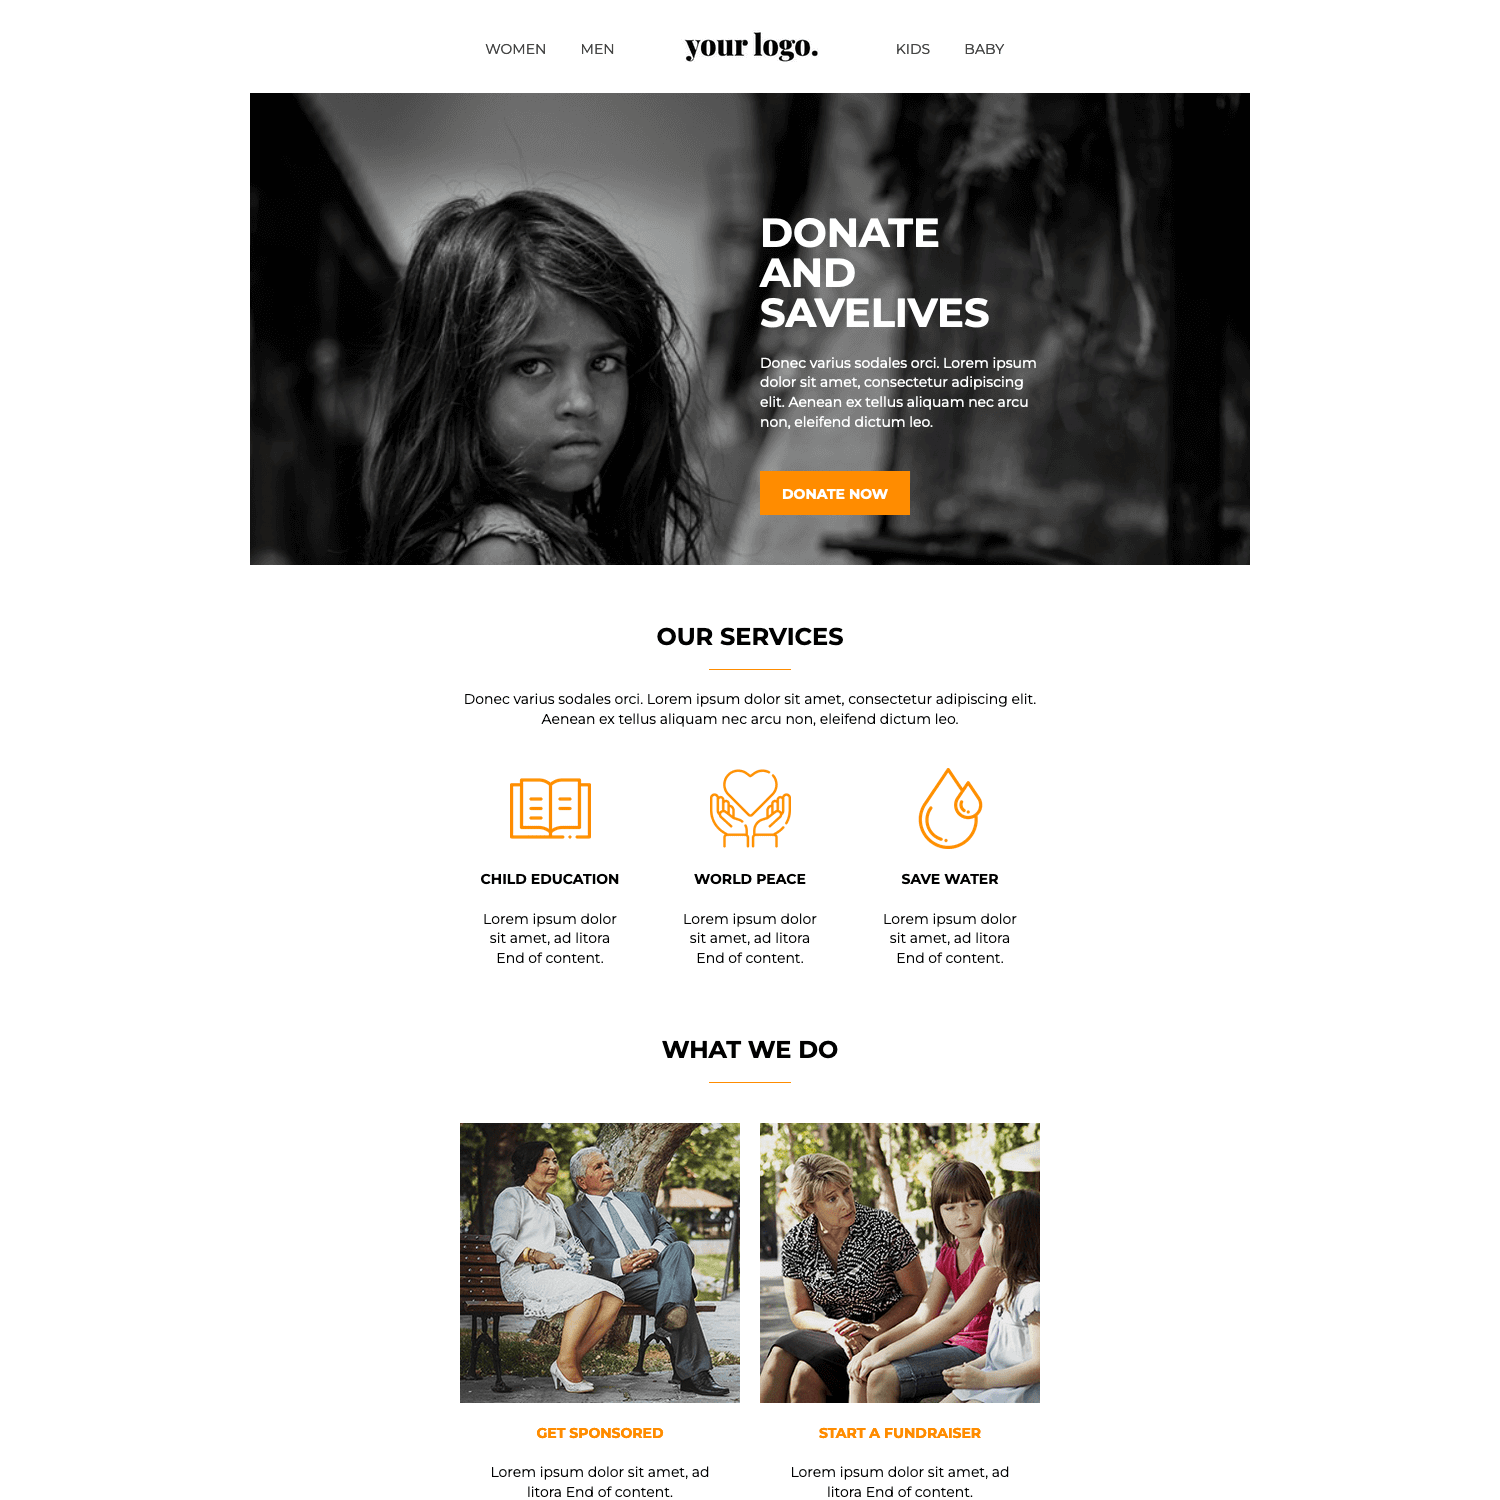 WOMEN MEN your logo. KIDS BABY
DONATE
AND
SAVELIVES
Donec varius sodales orci. Lorem ipsum
dolor sit amet, consectetur adipiscing
elit. Aenean ex tellus aliquam nec arcu
non, eleifend dictum leo.
DONATE NOW
OUR SERVICES
Donec varius sodales orci. Lorem ipsum dolor sit amet, consectetur adipiscing elit.
Aenean ex tellus aliquam nec arcu non, eleifend dictum leo.
CHILD EDUCATION
Lorem ipsum dolor
sit amet, ad litora
End of content.
WORLD PEACE
Lorem ipsum dolor
sit amet, ad litora
End of content.
SAVE WATER
Lorem ipsum dolor
sit amet, ad litora
End of content.
WHAT WE DO
GET SPONSORED
Lorem ipsum dolor sit amet, ad
litora End of content.
START A FUNDRAISER
Lorem ipsum dolor sit amet, ad
litora End of content.